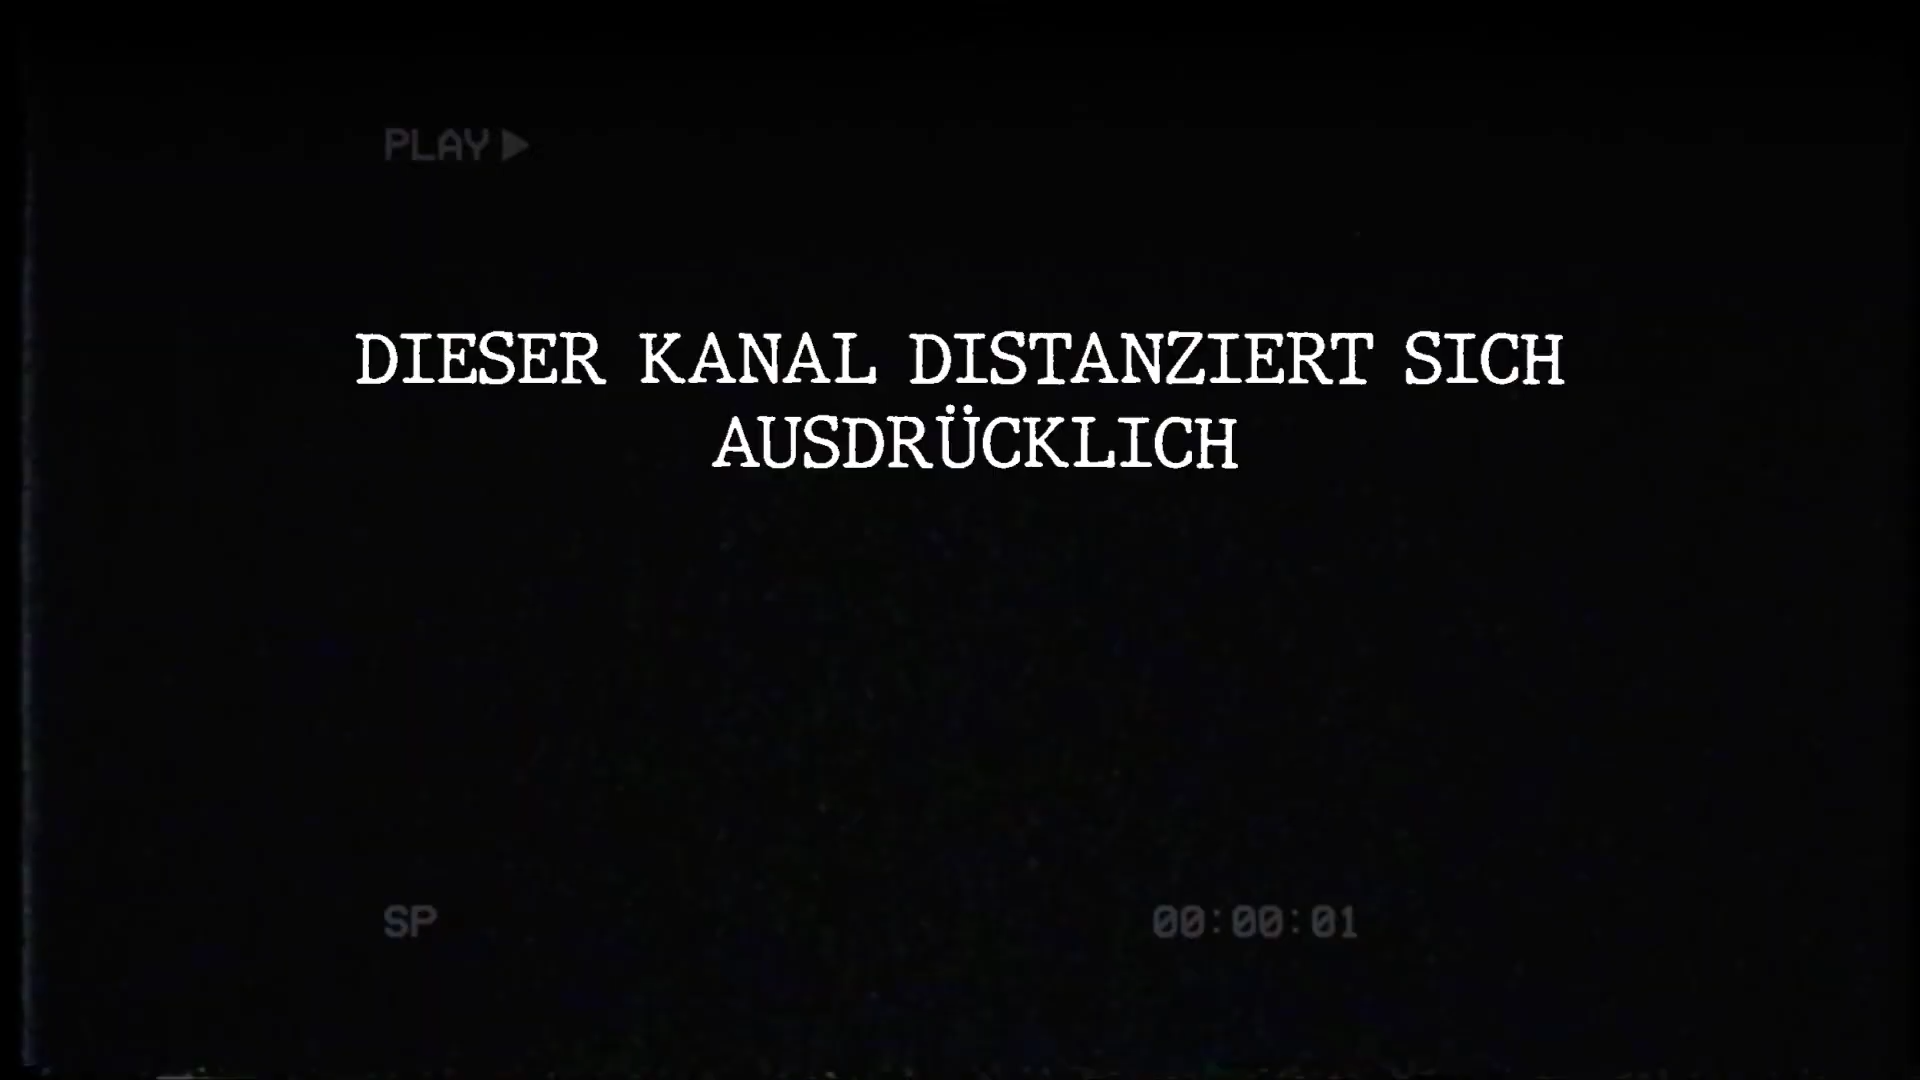 PLAY ▶
DIESER KANAL DISTANZIERT SICH
AUSDRÜCKLICH
SP 00:00:01